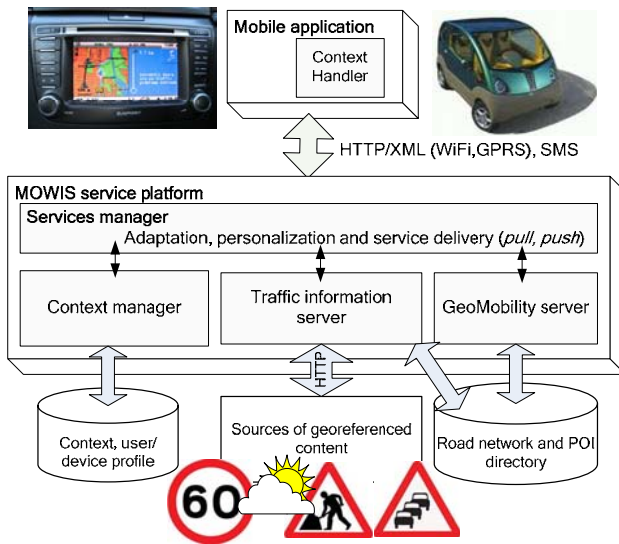 Mobile application
Context
Handler
HTTP/XML (WiFi,GPRS), SMS
MOWIS service platform
Services manager
Adaptation, personalization and service delivery (pull, push)
Context manager
Traffic information
server
GeoMobility server
HTTP
Context, user/
device profile
Sources of georeferenced
content
Road network and POI
directory
60